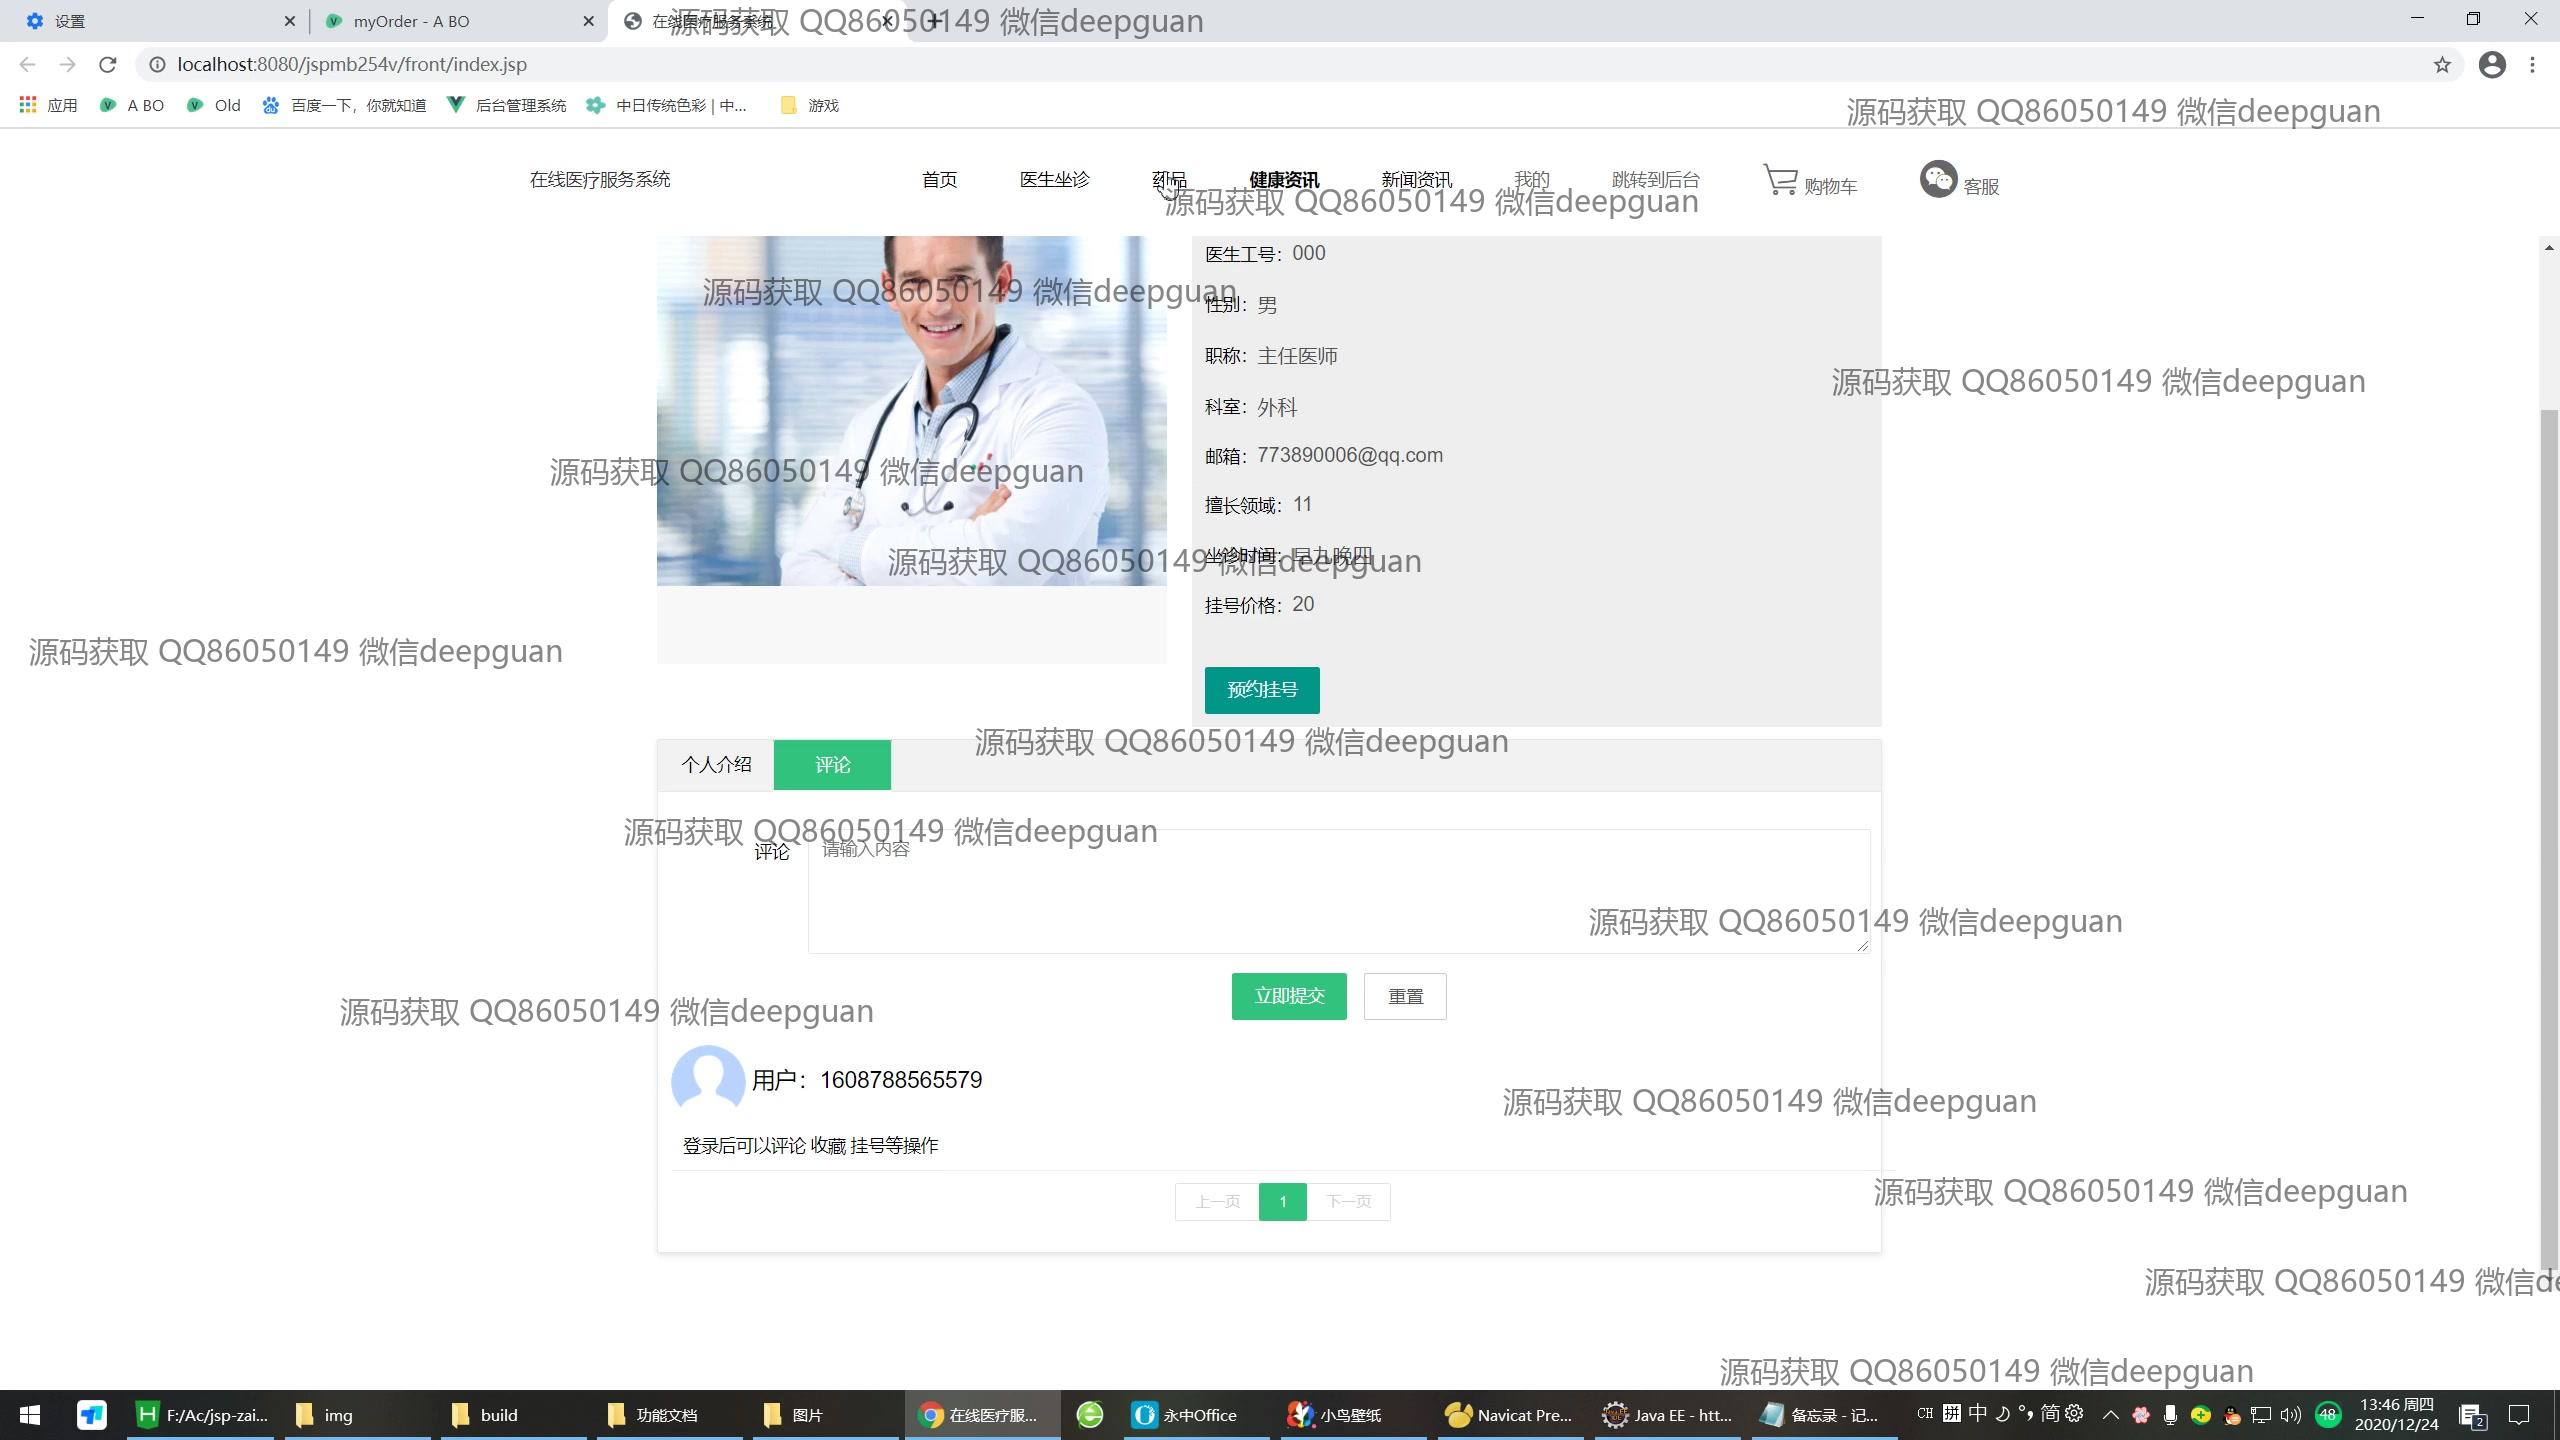 设置
myOrder - A BO
在线医疗服务系统
源码获取 QQ86050149 微信deepguan
localhost:8080/jspmb254v/front/index.jsp
应用
A BO
Old
百度一下，你就知道
后台管理系统
中日传统色彩 | 中...
游戏
源码获取 QQ86050149 微信deepguan
在线医疗服务系统
首页
医生坐诊
药品
健康资讯
新闻资讯
我的
跳转到后台
购物车
客服
源码获取 QQ86050149 微信deepguan
医生工号：000
源码获取 QQ86050149 微信deepguan
性别：男
职称：主任医师
源码获取 QQ86050149 微信deepguan
科室：外科
邮箱：773890006@qq.com
源码获取 QQ86050149 微信deepguan
擅长领域：11
坐诊时间：早九晚四
源码获取 QQ86050149 微信deepguan
挂号价格：20
源码获取 QQ86050149 微信deepguan
预约挂号
源码获取 QQ86050149 微信deepguan
个人介绍
评论
源码获取 QQ86050149 微信deepguan
评论
请输入内容
源码获取 QQ86050149 微信deepguan
立即提交
重置
源码获取 QQ86050149 微信deepguan
用户：1608788565579
源码获取 QQ86050149 微信deepguan
登录后可以评论 收藏 挂号等操作
上一页
1
下一页
源码获取 QQ86050149 微信deepguan
源码获取 QQ86050149 微信de
源码获取 QQ86050149 微信deepguan
F:/Ac/jsp-zai...
img
build
功能文档
图片
在线医疗服...
永中Office
小鸟壁纸
Navicat Pre...
Java EE - htt...
备忘录 - 记...
CH
拼
中
简
48
13:46 周四
2020/12/24
2